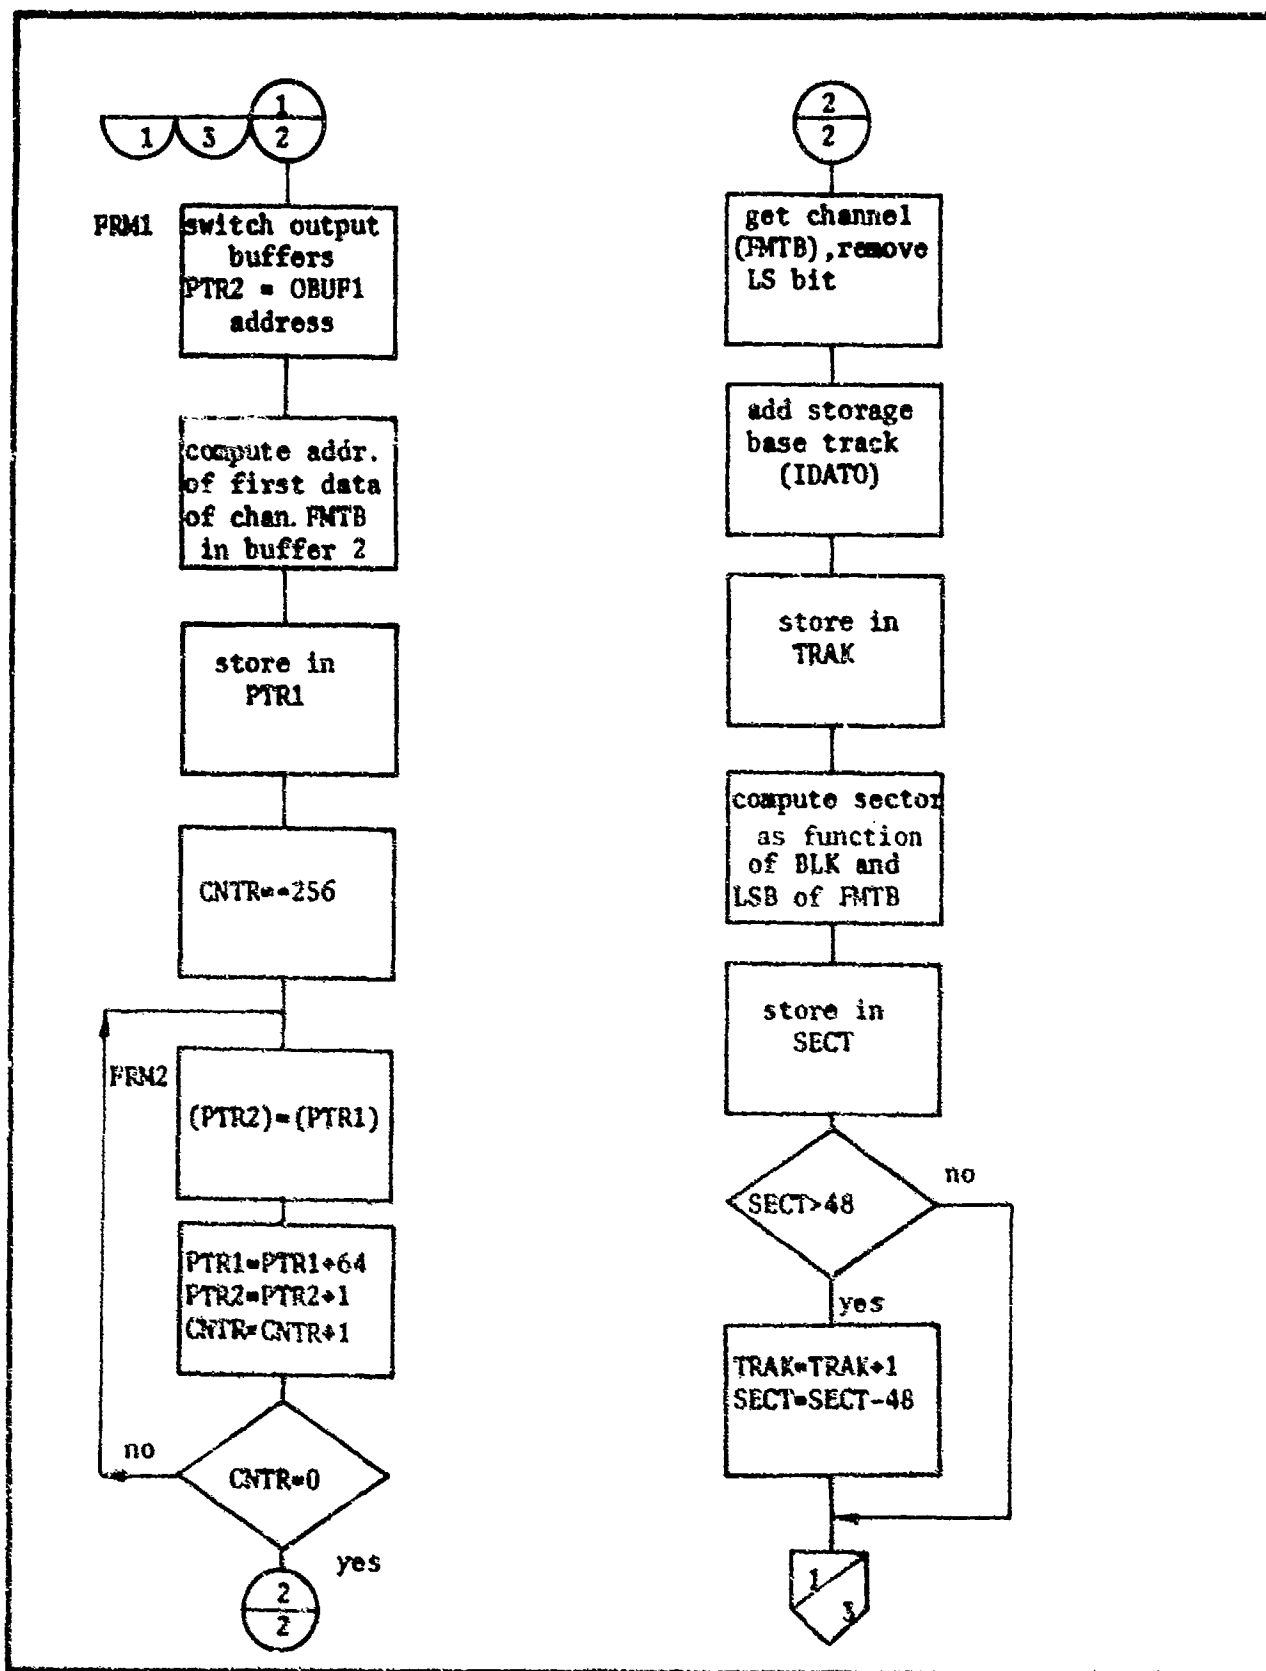 1
1 3 2
FRM1
switch output
buffers
PTR2 = OBUF1
address
compute addr.
of first data
of chan. FMTB
in buffer 2
store in
PTR1
CNTR=-256
FRM2
(PTR2)=(PTR1)
PTR1=PTR1+64
PTR2=PTR2+1
CNTR=CNTR+1
no
CNTR=0
yes
2
2
2
2
get channel
(FMTB),remove
LS bit
add storage
base track
(IDATO)
store in
TRAK
compute sector
as function
of BLK and
LSB of FMTB
store in
SECT
no
SECT>48
yes
TRAK=TRAK+1
SECT=SECT-48
1
3